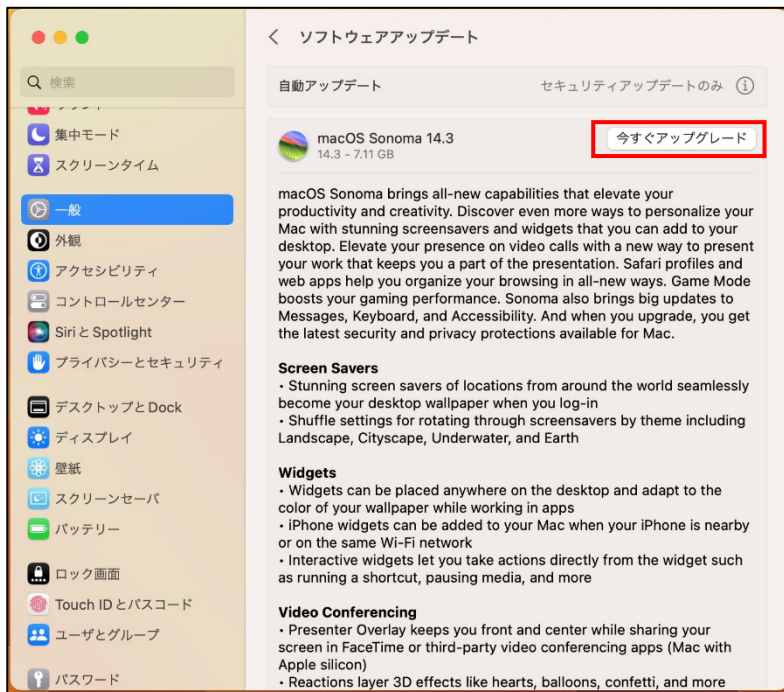 ソフトウェアアップデート
検索
集中モード
スクリーンタイム
一般
外観
アクセシビリティ
コントロールセンター
Siri と Spotlight
プライバシーとセキュリティ
デスクトップと Dock
ディスプレイ
壁紙
スクリーンセーバ
バッテリー
ロック画面
Touch ID とパスコード
ユーザとグループ
パスワード
自動アップデート
セキュリティアップデートのみ
macOS Sonoma 14.3
14.3 – 7.11 GB
今すぐアップグレード
macOS Sonoma brings all-new capabilities that elevate your
productivity and creativity. Discover even more ways to personalize your
Mac with stunning screensavers and widgets that you can add to your
desktop. Elevate your presence on video calls with a new way to present
your work that keeps you a part of the presentation. Safari profiles and
web apps help you organize your browsing in all-new ways. Game Mode
boosts your gaming performance. Sonoma also brings big updates to
Messages, Keyboard, and Accessibility. And when you upgrade, you get
the latest security and privacy protections available for Mac.
Screen Savers
• Stunning screen savers of locations from around the world seamlessly
become your desktop wallpaper when you log-in
• Shuffle settings for rotating through screensavers by theme including
Landscape, Cityscape, Underwater, and Earth
Widgets
• Widgets can be placed anywhere on the desktop and adapt to the
color of your wallpaper while working in apps
• iPhone widgets can be added to your Mac when your iPhone is nearby
or on the same Wi-Fi network
• Interactive widgets let you take actions directly from the widget such
as running a shortcut, pausing media, and more
Video Conferencing
• Presenter Overlay keeps you front and center while sharing your
screen in FaceTime or third-party video conferencing apps (Mac with
Apple silicon)
• Reactions layer 3D effects like hearts, balloons, confetti, and more